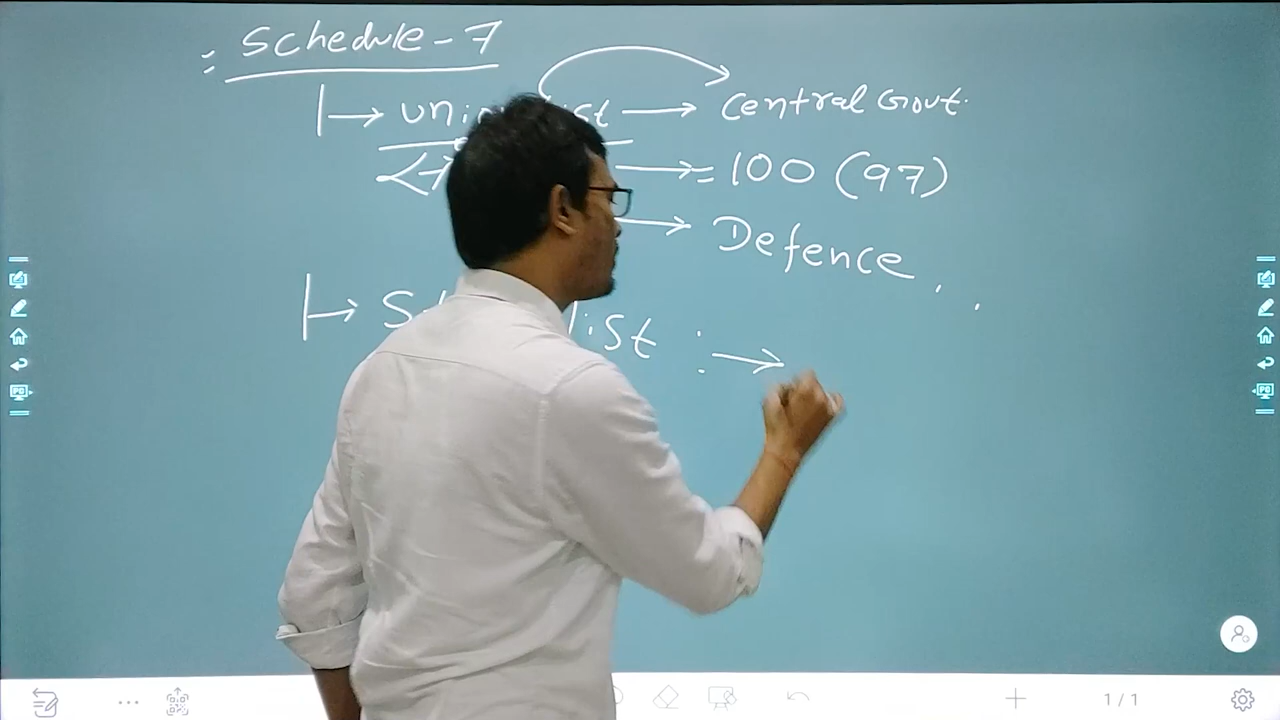 Schedule-7
→ → Central Govt.
→ = 100 (97)
→ Defence . .
→ list : →
1/1